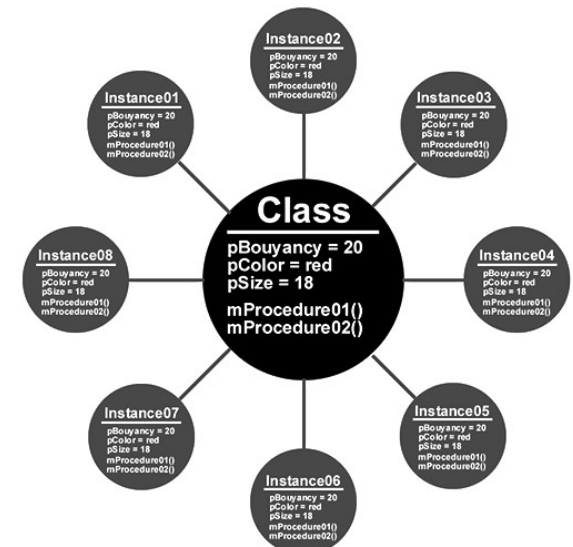 Instance02
pBouyancy = 20
pColor = red
pSize = 18
mProcedure01()
mProcedure02()
Instance01
pBouyancy = 20
pColor = red
pSize = 18
mProcedure01()
mProcedure02()
Instance03
pBouyancy = 20
pColor = red
pSize = 18
mProcedure01()
mProcedure02()
Class
pBouyancy = 20
pColor = red
pSize = 18
mProcedure01()
mProcedure02()
Instance08
pBouyancy = 20
pColor = red
pSize = 18
mProcedure01()
mProcedure02()
Instance04
pBouyancy = 20
pColor = red
pSize = 18
mProcedure01()
mProcedure02()
Instance07
pBouyancy = 20
pColor = red
pSize = 18
mProcedure01()
mProcedure02()
Instance05
pBouyancy = 20
pColor = red
pSize = 18
mProcedure01()
mProcedure02()
Instance06
pBouyancy = 20
pColor = red
pSize = 18
mProcedure01()
mProcedure02()